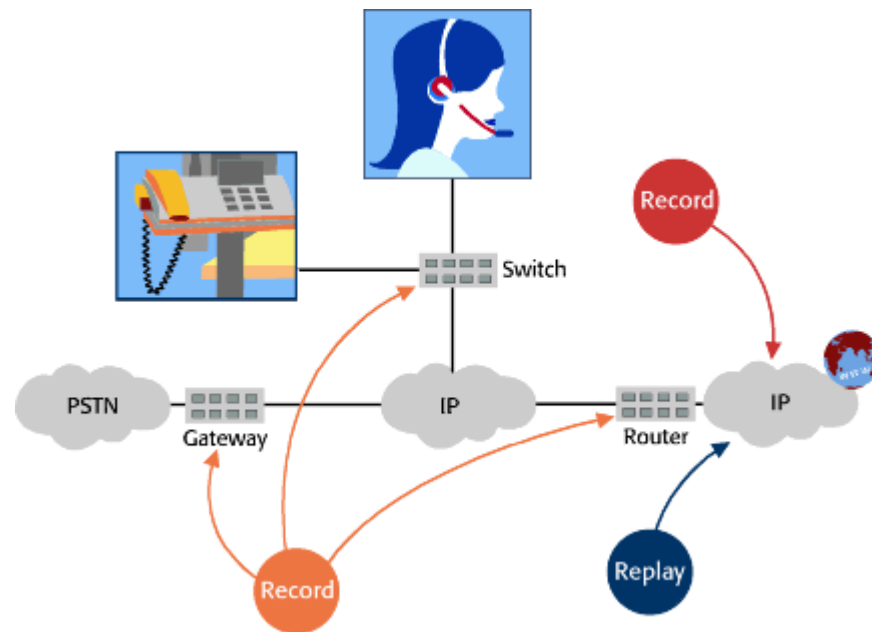 Record
Switch
PSTN
IP
IP
Gateway
Router
Record
Replay